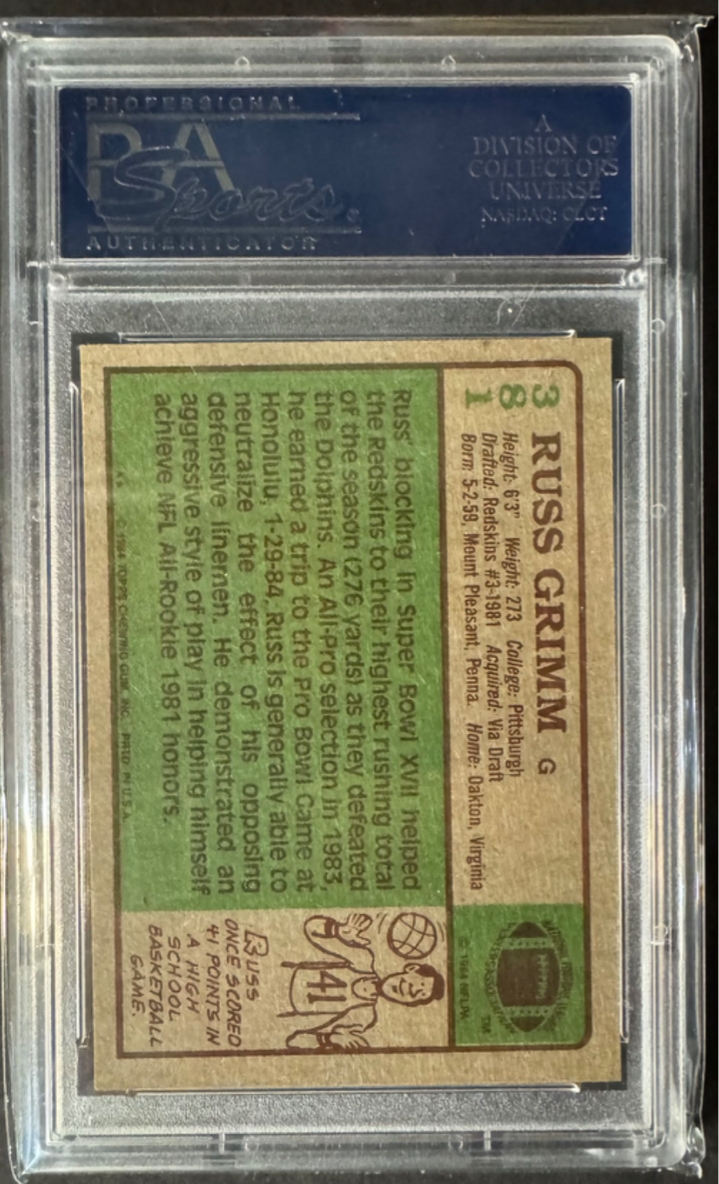 PROFESSIONAL
PSA
Sports
AUTHENTICATOR
A
DIVISION OF
COLLECTORS
UNIVERSE
NASDAQ: CLCT
381
RUSS GRIMM G
Height: 6'3" Weight: 273 College: Pittsburgh
Drafted: Redskins #3-1981 Acquired: Via Draft
Born: 5-2-59, Mount Pleasant, Penna. Home: Oakton, Virginia
Russ' blocking in Super Bowl XVII helped
the Redskins to their highest rushing total
of the season (276 yards) as they defeated
the Dolphins. An All-Pro selection in 1983,
he earned a trip to the Pro Bowl Game at
Honolulu, 1-29-84. Russ is generally able to
neutralize the effect of his opposing
defensive linemen. He demonstrated an
aggressive style of play in helping himself
achieve NFL All-Rookie 1981 honors.
© 1984 TOPPS CHEWING GUM, INC. PRTD. IN U.S.A.
© 1984 NFLPA
TM
41
RUSS
ONCE SCORED
41 POINTS IN
A HIGH
SCHOOL
BASKETBALL
GAME.